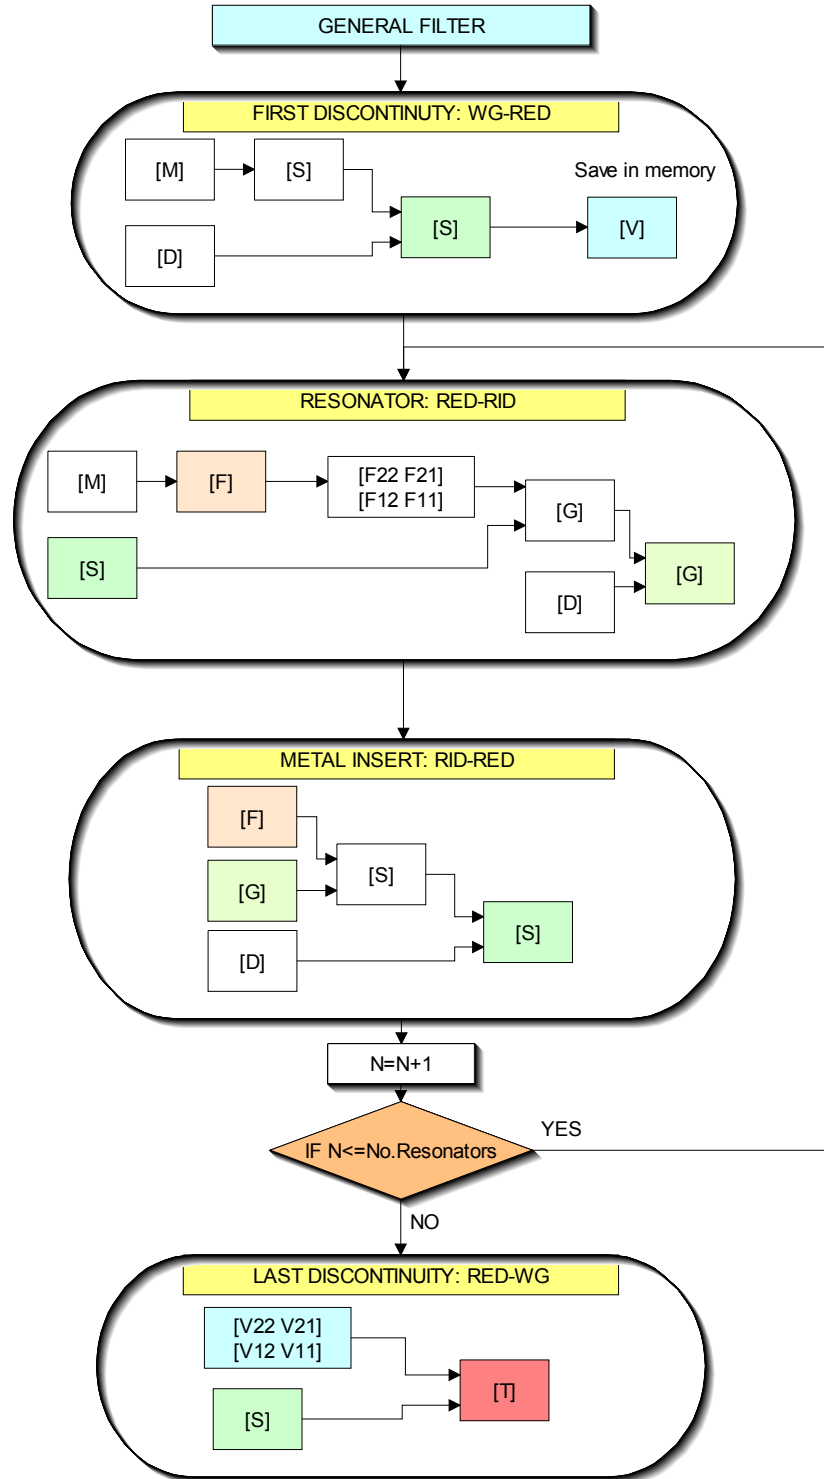 GENERAL FILTER
FIRST DISCONTINUTY: WG-RED
[M]
[S]
Save in memory
[S]
[V]
[D]
RESONATOR: RED-RID
[M]
[F]
[F22 F21]
[F12 F11]
[G]
[S]
[G]
[D]
METAL INSERT: RID-RED
[F]
[S]
[G]
[S]
[D]
N=N+1
IF N<=No.Resonators
YES
NO
LAST DISCONTINUITY: RED-WG
[V22 V21]
[V12 V11]
[T]
[S]